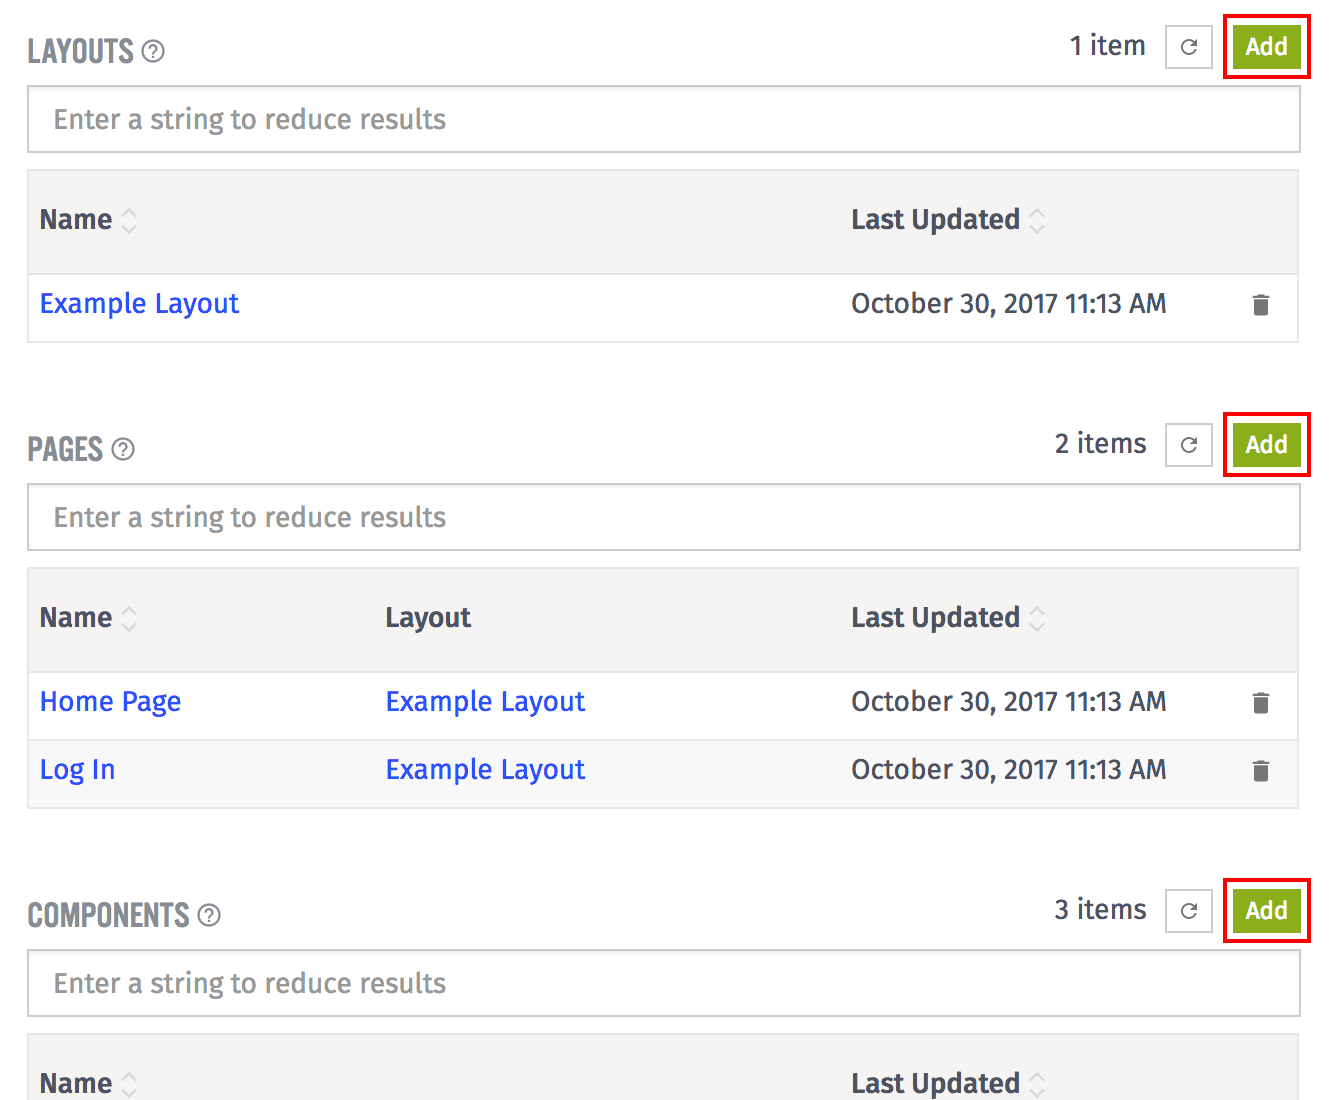 LAYOUTS 1 item Add
Enter a string to reduce results
Name Last Updated
Example Layout October 30, 2017 11:13 AM
PAGES 2 items Add
Enter a string to reduce results
Name Layout Last Updated
Home Page Example Layout October 30, 2017 11:13 AM
Log In Example Layout October 30, 2017 11:13 AM
COMPONENTS 3 items Add
Enter a string to reduce results
Name Last Updated